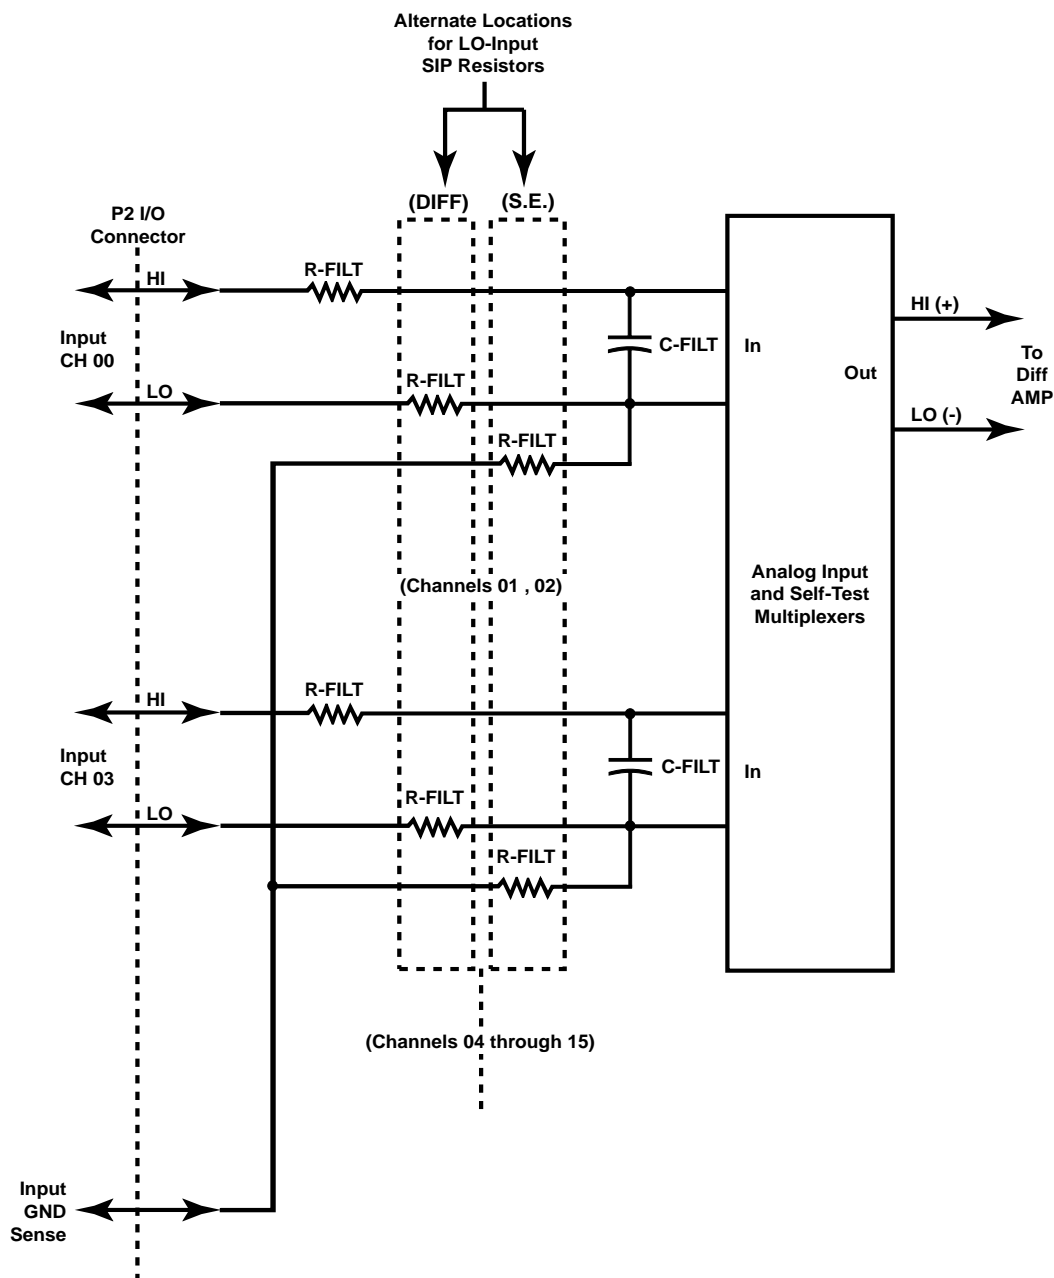 Alternate Locations
for LO-Input
SIP Resistors
(DIFF)
(S.E.)
P2 I/O
Connector
HI
R-FILT
Input
CH 00
C-FILT
In
HI (+)
To
Diff
AMP
Out
LO
R-FILT
LO (-)
R-FILT
(Channels 01 , 02)
Analog Input
and Self-Test
Multiplexers
HI
R-FILT
Input
CH 03
C-FILT
In
LO
R-FILT
R-FILT
(Channels 04 through 15)
Input
GND
Sense